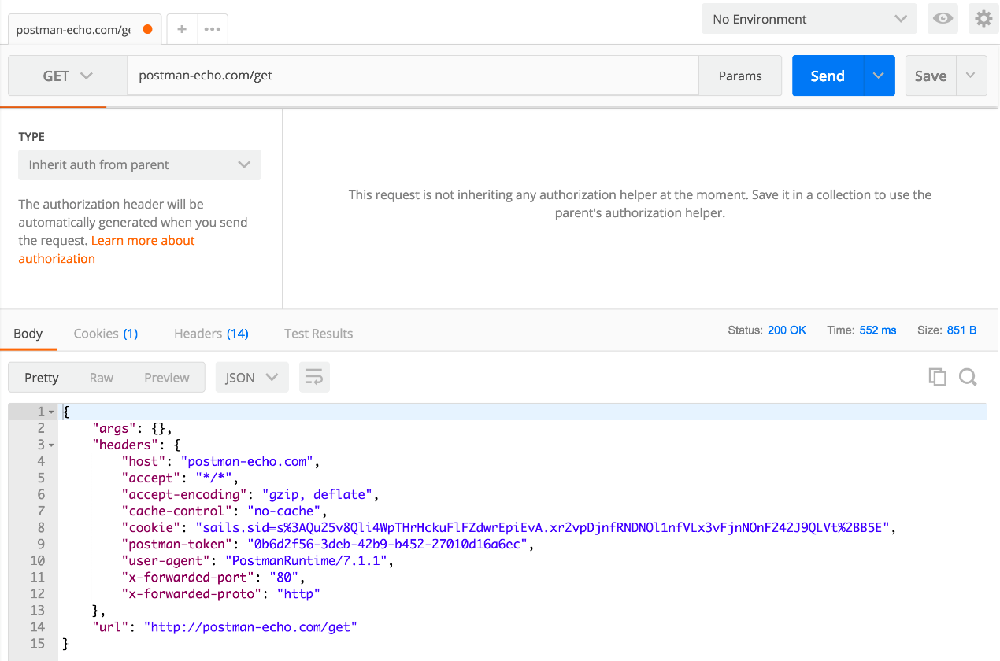 postman-echo.com/ge
No Environment
GET
postman-echo.com/get
Params
Send
Save
TYPE
Inherit auth from parent
The authorization header will be
automatically generated when you send
the request. Learn more about
authorization
This request is not inheriting any authorization helper at the moment. Save it in a collection to use the
parent's authorization helper.
Body
Cookies (1)
Headers (14)
Test Results
Status: 200 OK
Time: 552 ms
Size: 851 B
Pretty
Raw
Preview
JSON
1 {
2 "args": {},
3 "headers": {
4 "host": "postman-echo.com",
5 "accept": "*/*",
6 "accept-encoding": "gzip, deflate",
7 "cache-control": "no-cache",
8 "cookie": "sails.sid=s%3AQu25v8Qli4WpTHrHckuFlFZdwrEpiEvA.xr2vpDjnfRNDNOl1nfVLx3vFjnNOnF242J9QLVt%2BB5E",
9 "postman-token": "0b6d2f56-3deb-42b9-b452-27010d16a6ec",
10 "user-agent": "PostmanRuntime/7.1.1",
11 "x-forwarded-port": "80",
12 "x-forwarded-proto": "http"
13 },
14 "url": "http://postman-echo.com/get"
15 }